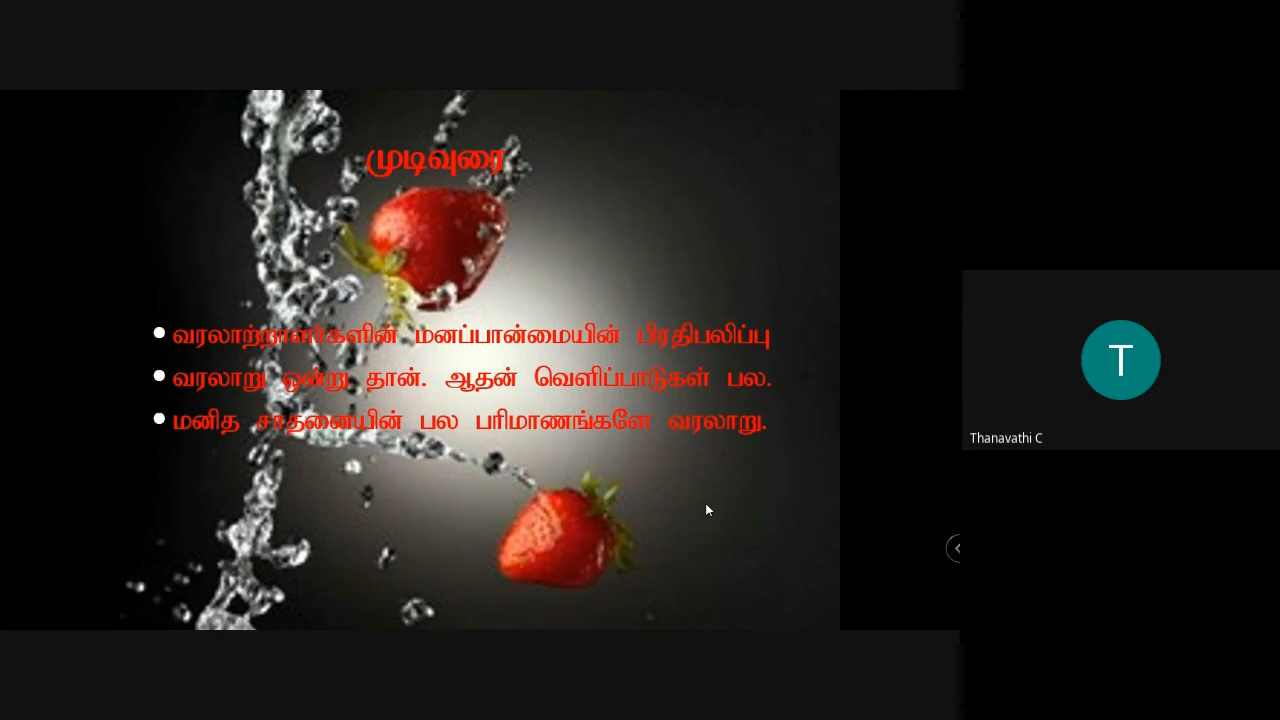 முடிவுரை
வரலாற்றாளர்களின் மனப்பான்மையின் பிரதிபலிப்பு
வரலாறு ஒன்று தான். ஆதன் வெளிப்பாடுகள் பல.
மனித சாதனையின் பல பரிமாணங்களே வரலாறு.
T
Thanavathi C